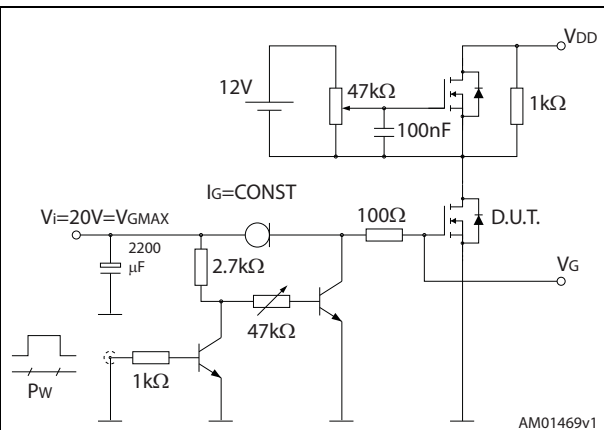 VDD
12V
47kΩ
1kΩ
100nF
IG=CONST
Vi=20V=VGMAX
100Ω
D.U.T.
2200
μF
2.7kΩ
VG
47kΩ
1kΩ
PW
AM01469v1